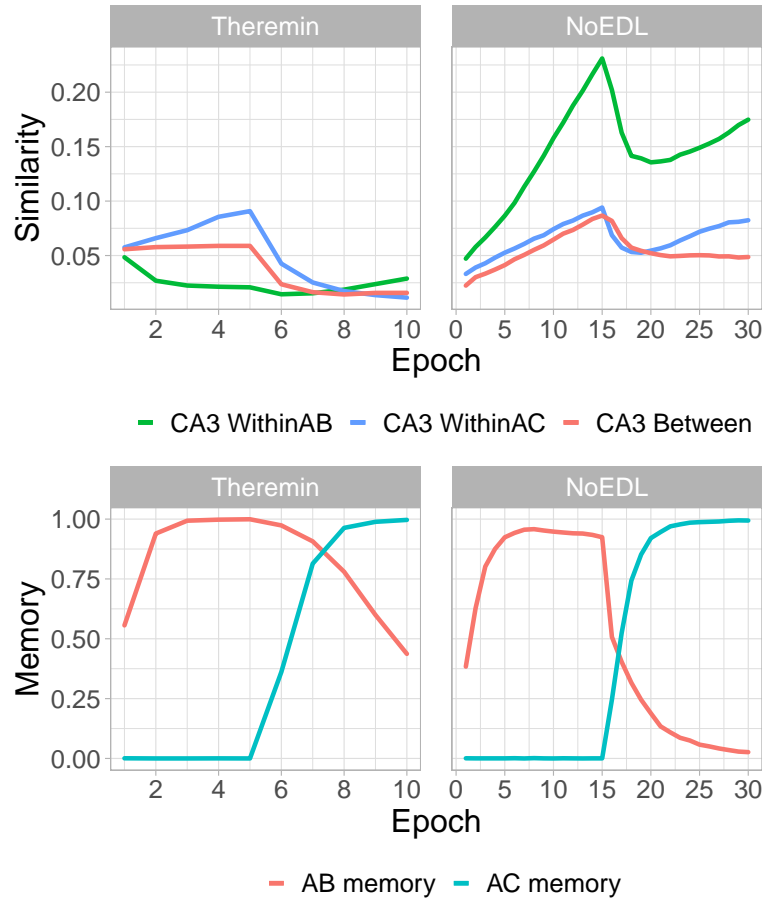 Theremin NoEDL
0.20
0.15
0.10
0.05
Similarity
2 4 6 8 10 0 5 10 15 20 25 30
Epoch
CA3 WithinAB CA3 WithinAC CA3 Between
Theremin NoEDL
1.00
0.75
0.50
0.25
0.00
Memory
2 4 6 8 10 0 5 10 15 20 25 30
Epoch
AB memory AC memory